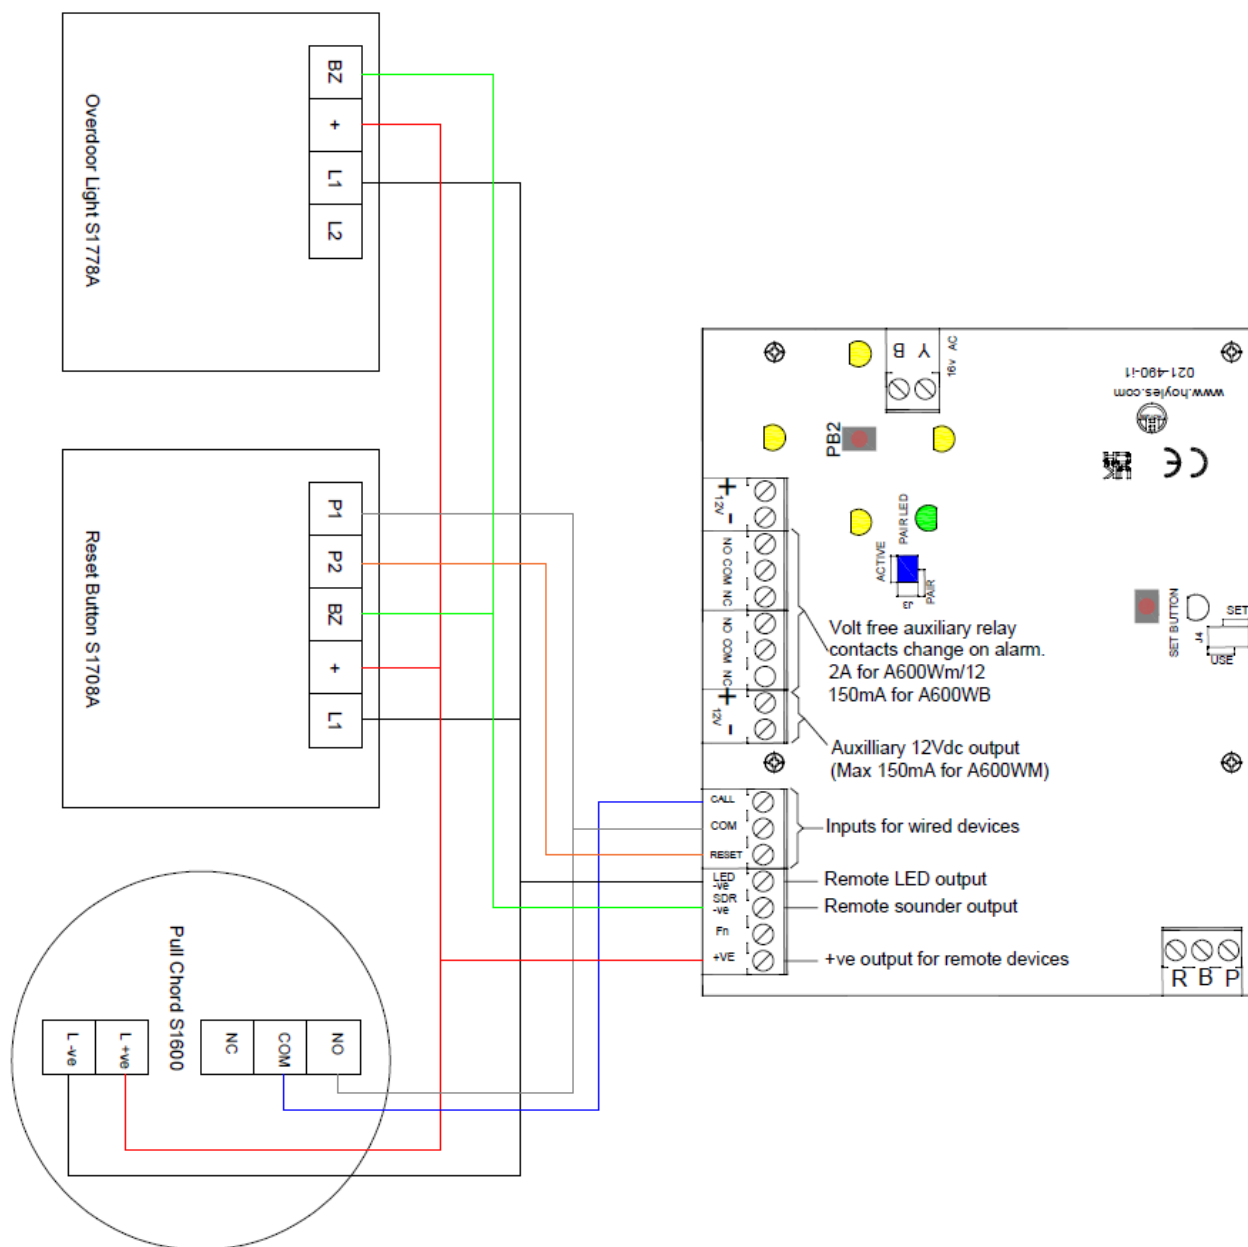 Overdoor Light S1778A
BZ
+
L1
L2
Reset Button S1708A
P1
P2
BZ
+
L1
Pull Chord S1600
L -ve
L +ve
NC
COM
NO
B Y
16v AC
021-490-i1
www.hoyles.com
PB2
CE
PAIR LED
ACTIVE
PAIR
J3
SET BUTTON
SET
J4
USE
+
12V
-
NO COM NC
NO COM NC
+
12V
-
Volt free auxiliary relay
contacts change on alarm.
2A for A600Wm/12
150mA for A600WB
Auxilliary 12Vdc output
(Max 150mA for A600WM)
CALL
COM
RESET
Inputs for wired devices
LED
-ve
Remote LED output
SDR
-ve
Remote sounder output
Fn
+VE
+ve output for remote devices
R B P